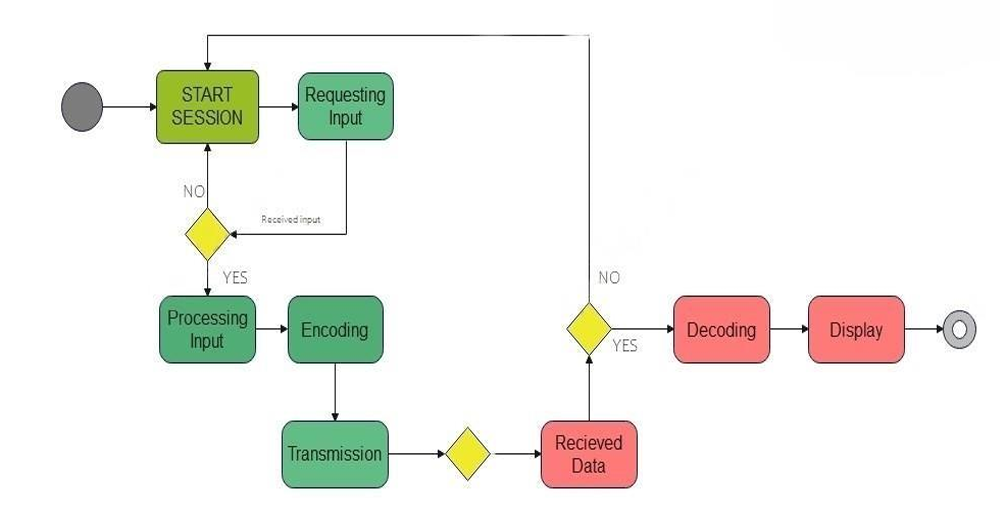 START
SESSION
Requesting
Input
NO
Received input
YES
Processing
Input
Encoding
NO
YES
Decoding
Display
Transmission
Recieved
Data